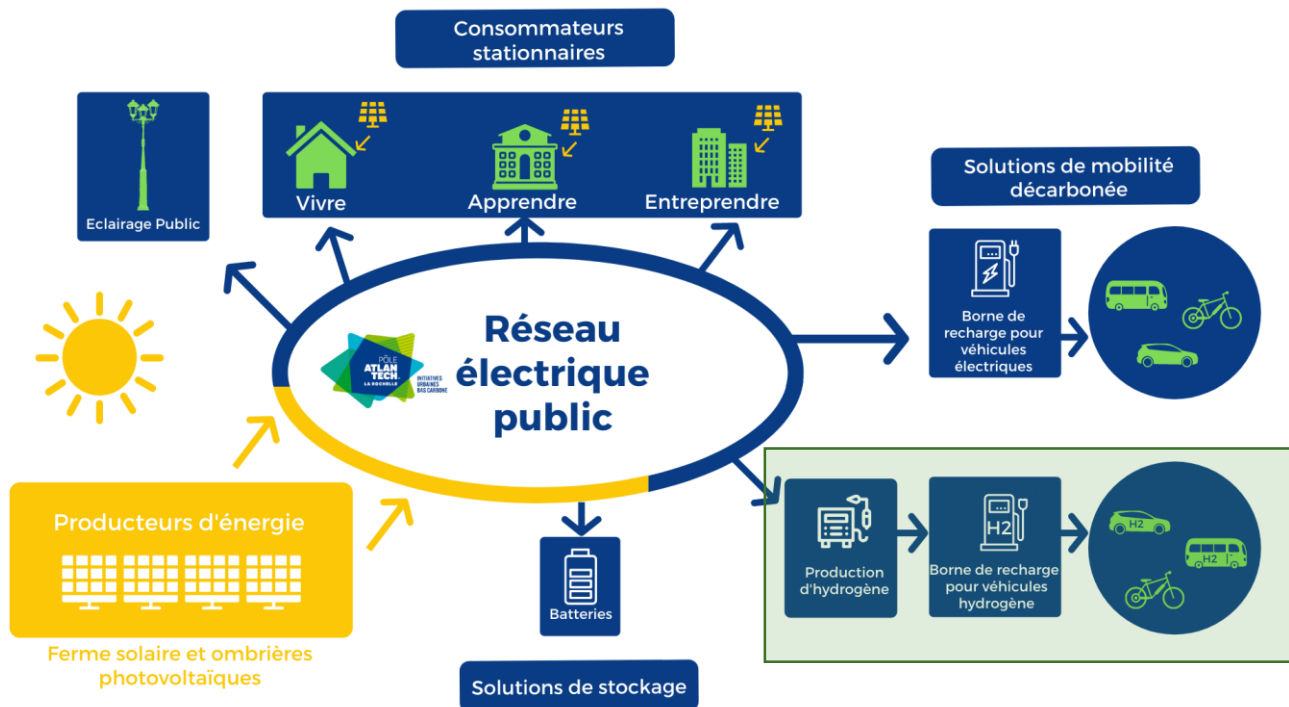 Consommateurs
stationnaires
Eclairage Public
Vivre
Apprendre
Entreprendre
Solutions de mobilité
décarbonée
Borne de
recharge pour
véhicules
électriques
PÔLE
ATLAN
TECH
LA ROCHELLE
INITIATIVES
URBAINES
BAS CARBONE
Réseau
électrique
public
Producteurs d'énergie
Ferme solaire et ombrières
photovoltaïques
Batteries
Solutions de stockage
Production
d'hydrogène
H2
Borne de recharge
pour véhicules
hydrogène
H2
H2